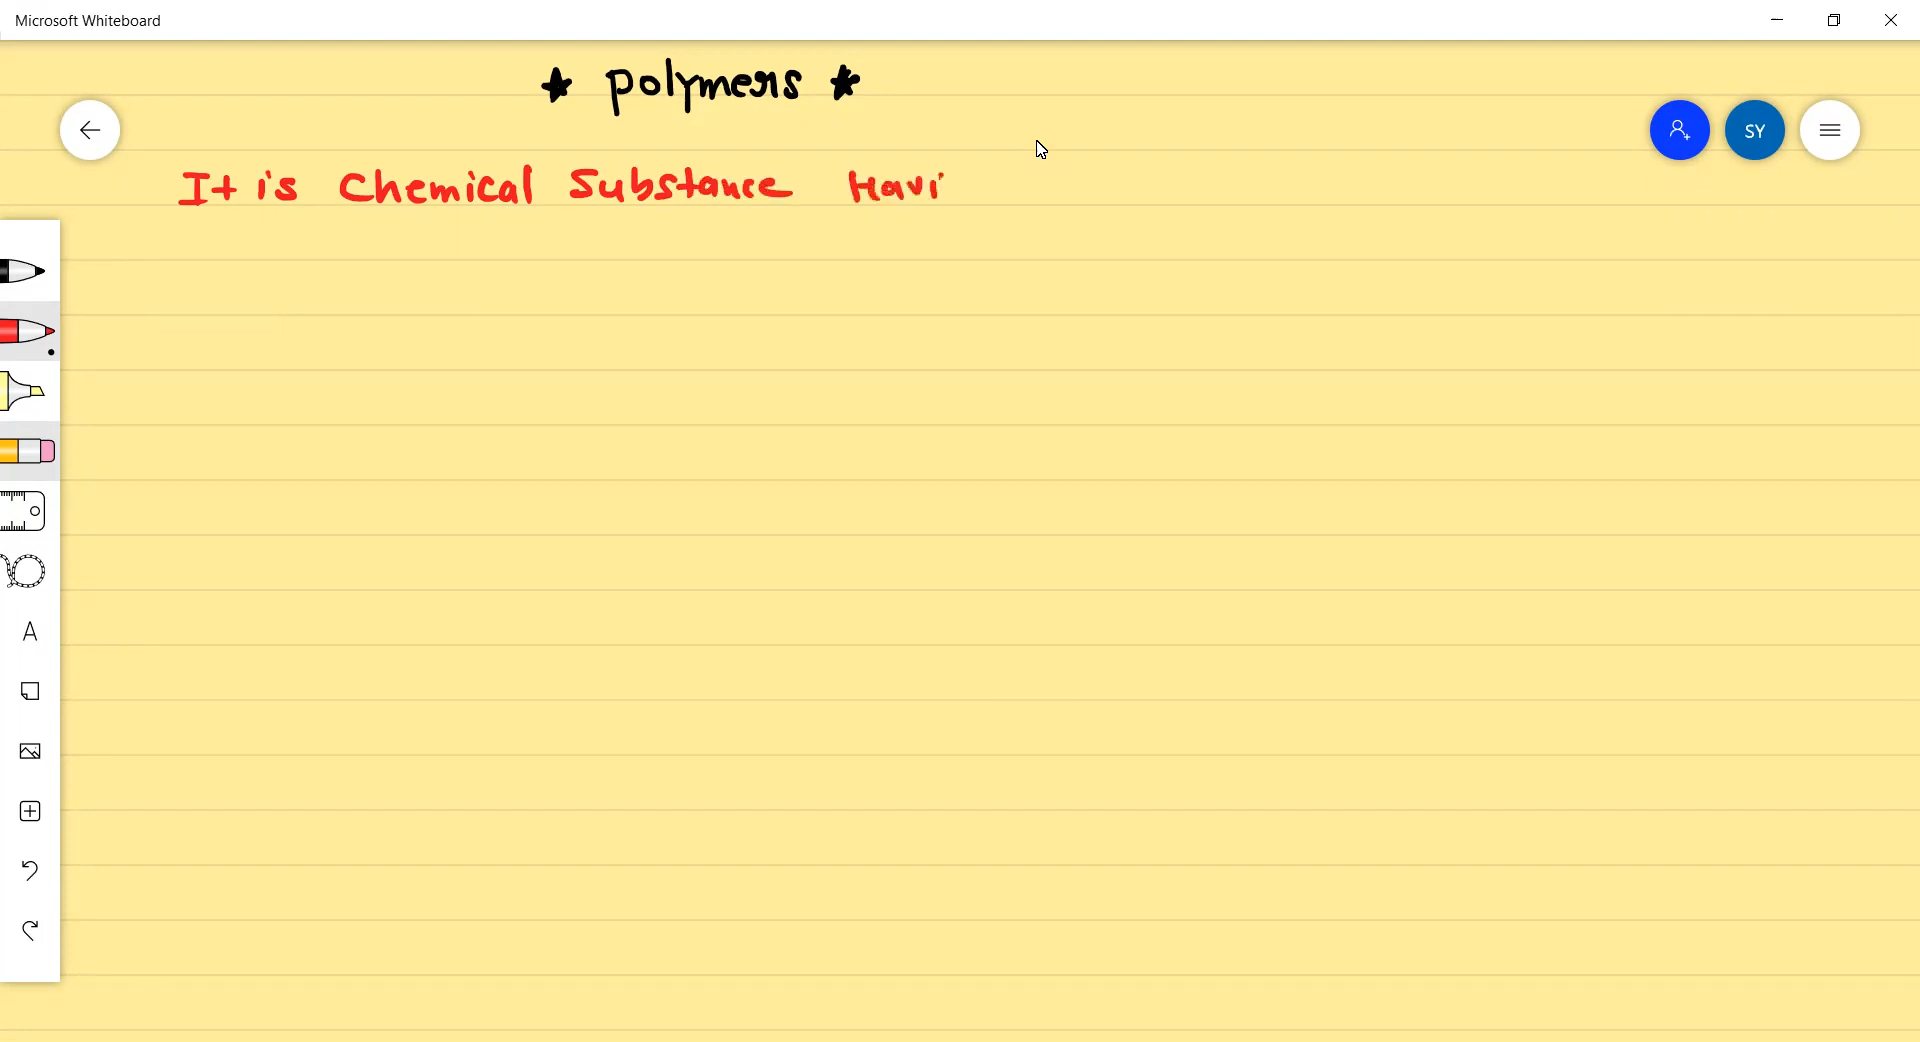 Microsoft Whiteboard
★ polymers ★
SY
It is Chemical Substance Havi
A